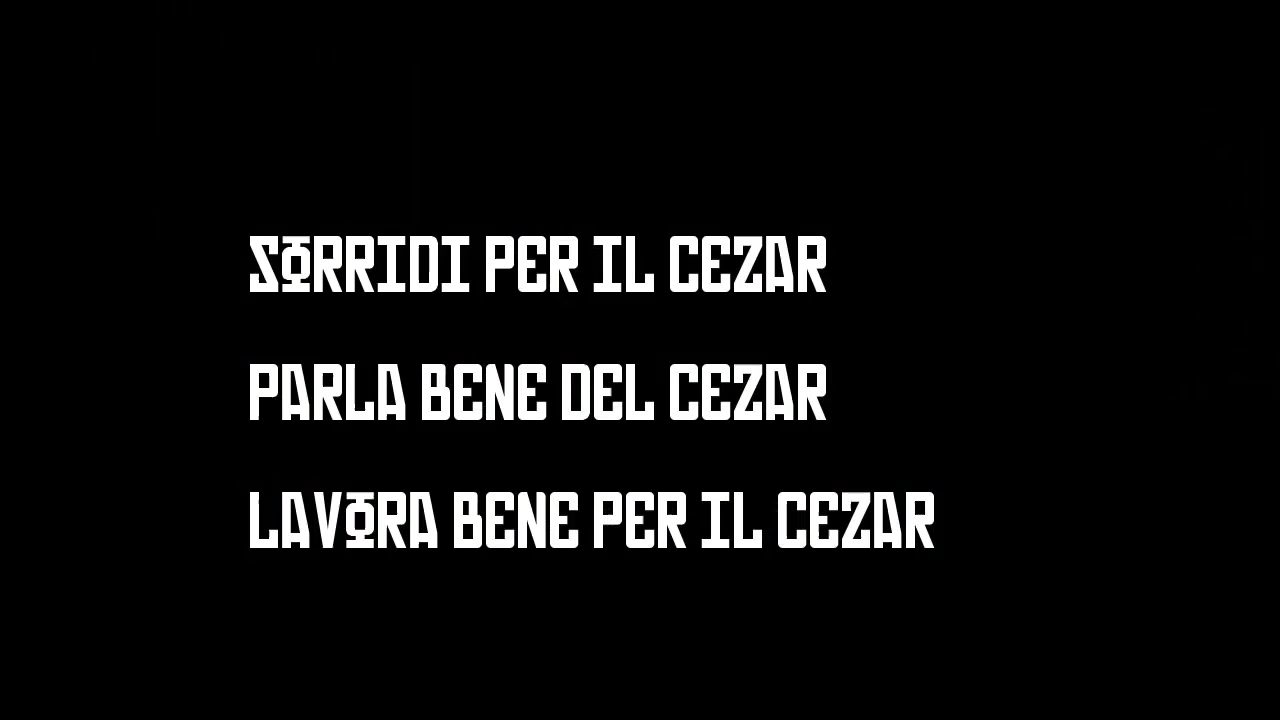 SORRIDI PER IL CEZAR
PARLA BENE DEL CEZAR
LAVORA BENE PER IL CEZAR